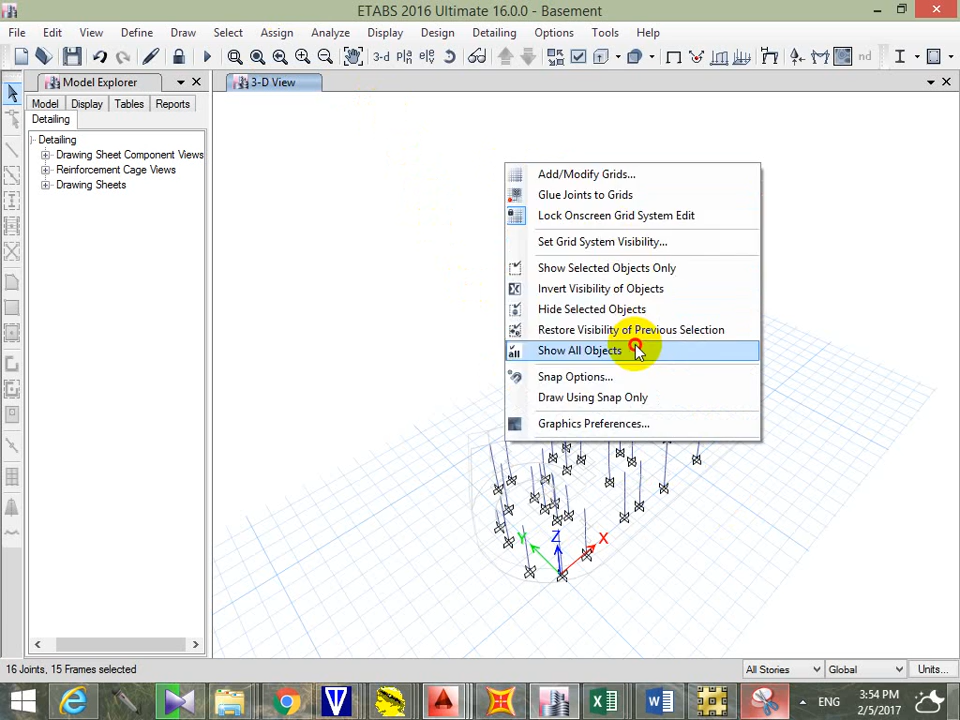 ETABS 2016 Ultimate 16.0.0 - Basement
File Edit View Define Draw Select Assign Analyze Display Design Detailing Options Tools Help
3-d pla ele nd
Model Explorer
3-D View
Model Display Tables Reports
Detailing
Detailing
Drawing Sheet Component Views
Reinforcement Cage Views
Drawing Sheets
Add/Modify Grids...
Glue Joints to Grids
Lock Onscreen Grid System Edit
Set Grid System Visibility...
Show Selected Objects Only
Invert Visibility of Objects
Hide Selected Objects
Restore Visibility of Previous Selection
all Show All Objects
Snap Options...
Draw Using Snap Only
Graphics Preferences...
Y Z X
16 Joints, 15 Frames selected
All Stories Global Units...
ENG
3:54 PM
2/5/2017